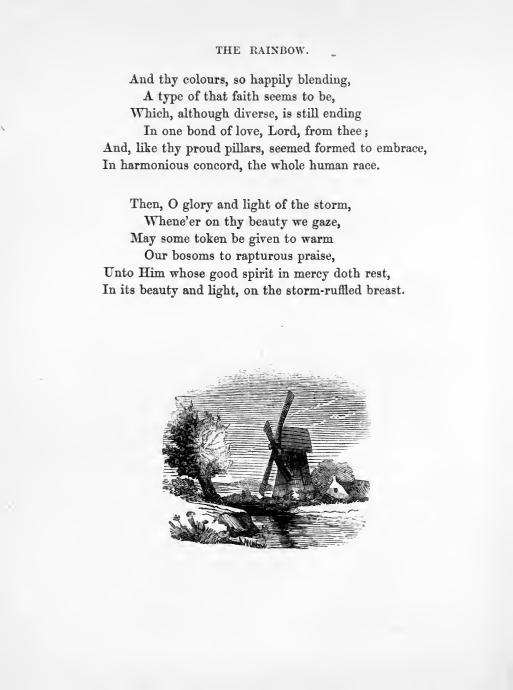 THE RAINBOW.
And thy colours, so happily blending,
A type of that faith seems to be,
Which, although diverse, is still ending
In one bond of love, Lord, from thee;
And, like thy proud pillars, seemed formed to embrace,
In harmonious concord, the whole human race.
Then, O glory and light of the storm,
Whene'er on thy beauty we gaze,
May some token be given to warm
Our bosoms to rapturous praise,
Unto Him whose good spirit in mercy doth rest,
In its beauty and light, on the storm-ruffled breast.